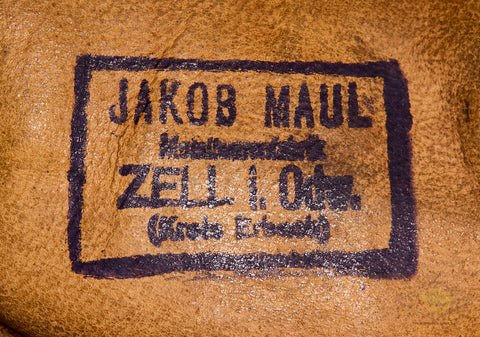 JAKOB MAUL
ZELL i. Odw.
(Kreis Erbach)